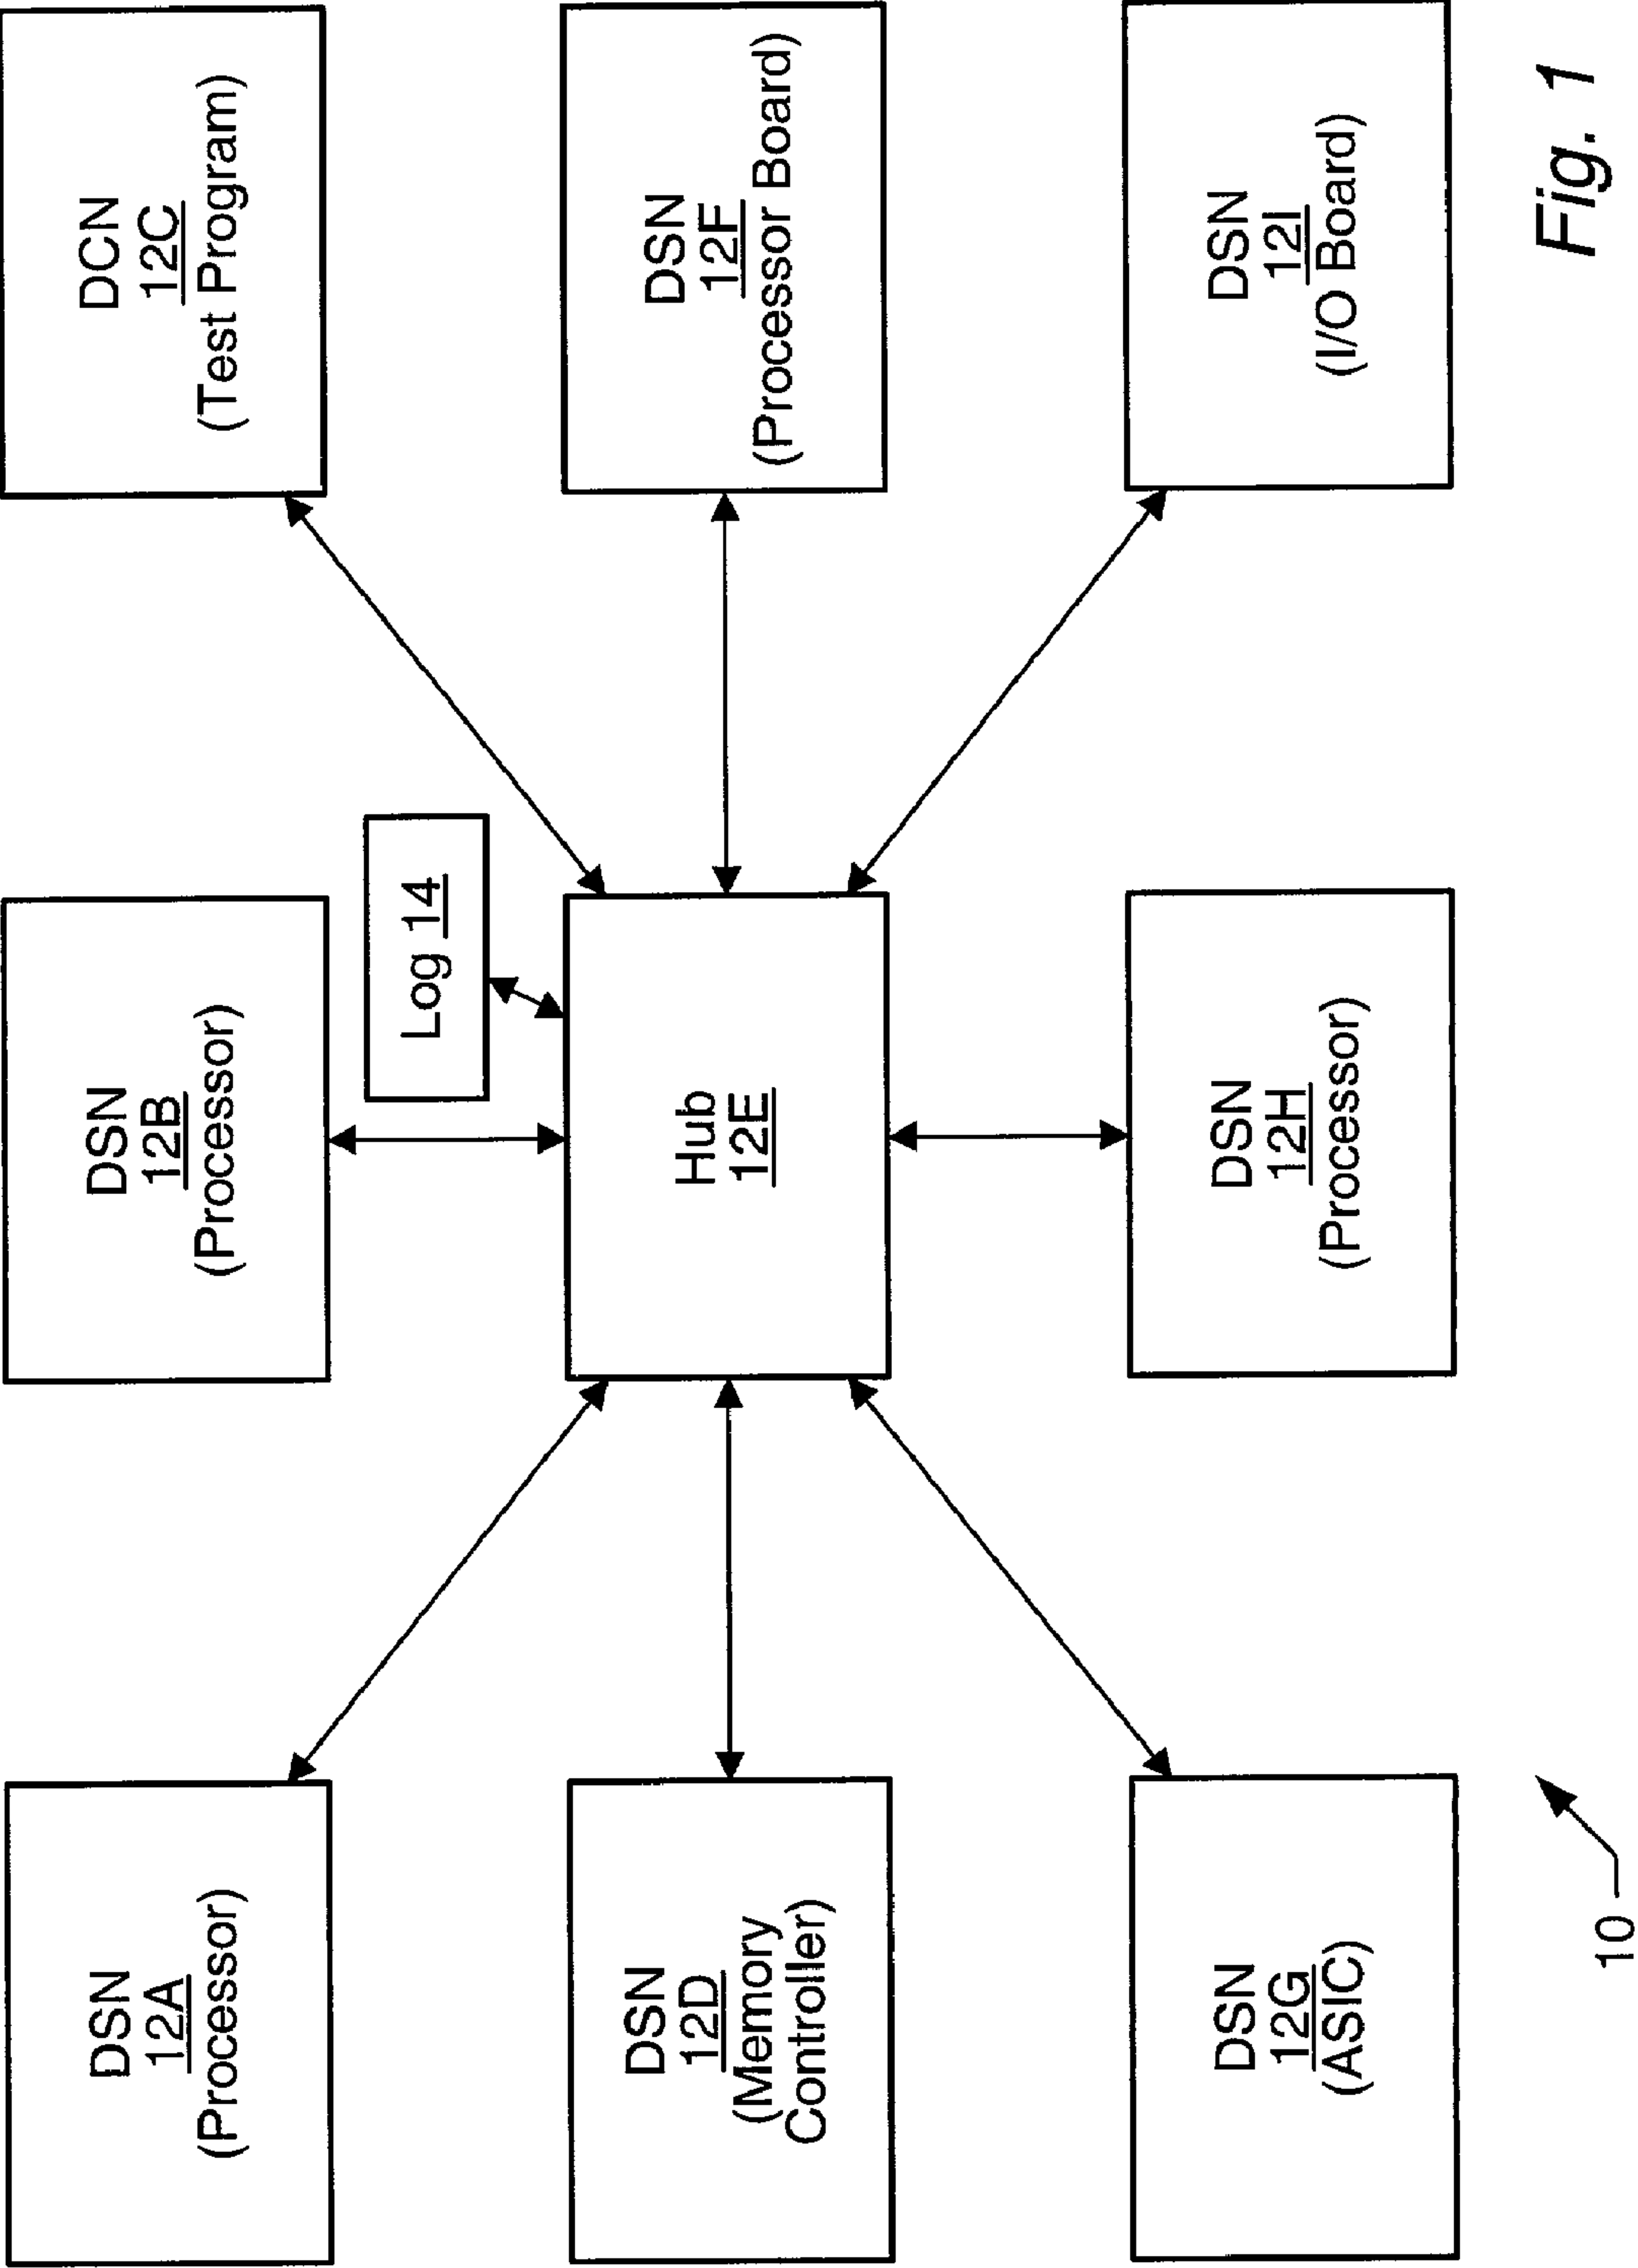 DSN
12A
(Processor)
DSN
12B
(Processor)
DCN
12C
(Test Program)
Log 14
DSN
12D
(Memory
Controller)
Hub
12E
DSN
12F
(Processor Board)
DSN
12G
(ASIC)
DSN
12H
(Processor)
DSN
12I
(I/O Board)
10
Fig. 1